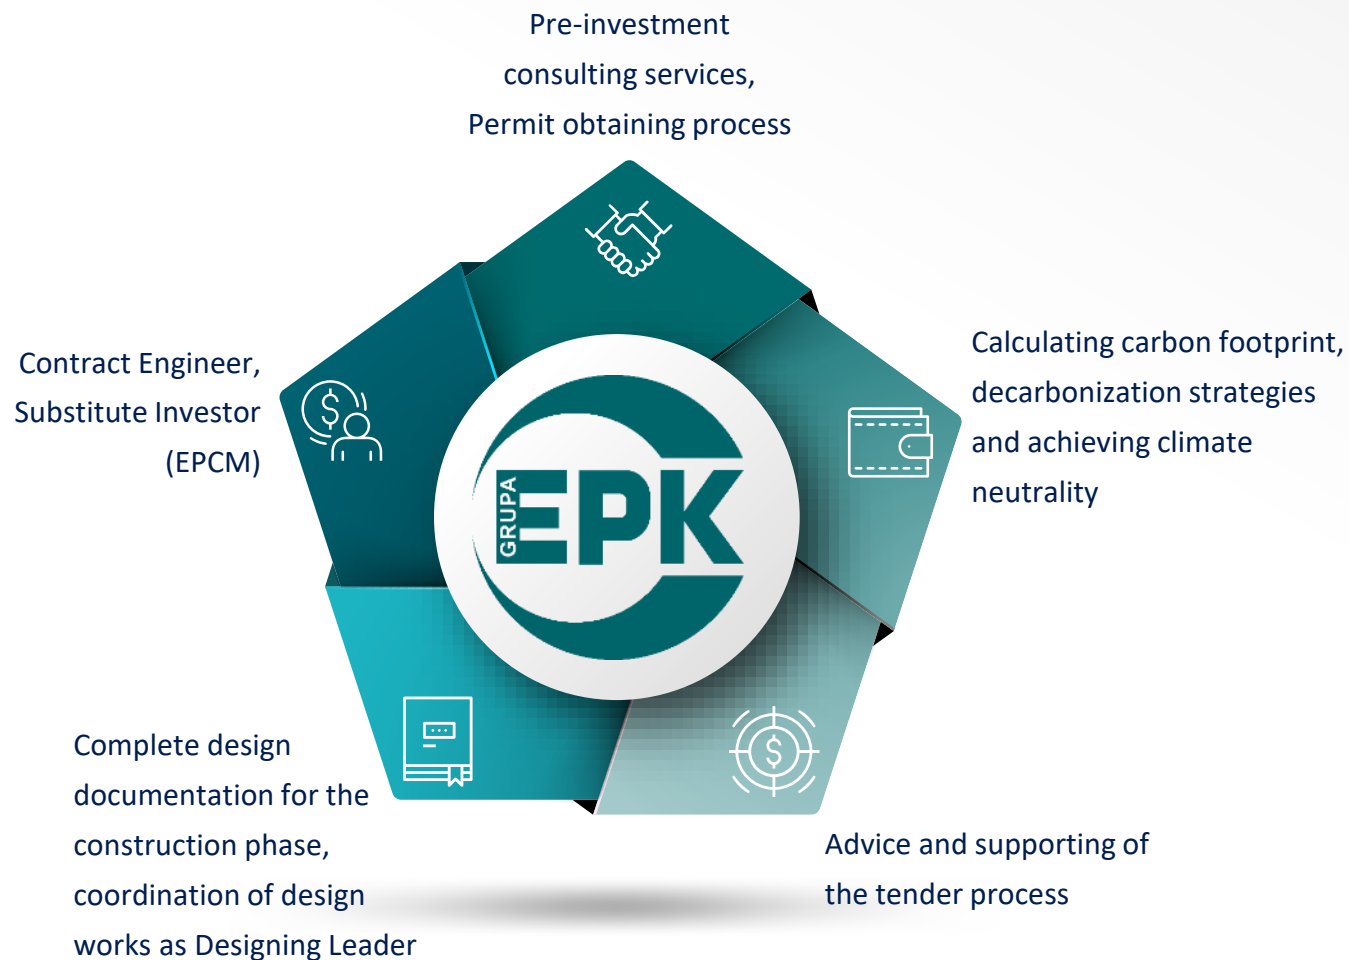 Pre-investment
consulting services,
Permit obtaining process
Contract Engineer,
Substitute Investor
(EPCM)
Calculating carbon footprint,
decarbonization strategies
and achieving climate
neutrality
GRUPA
EPK
$
$
Complete design
documentation for the
construction phase,
coordination of design
works as Designing Leader
Advice and supporting of
the tender process